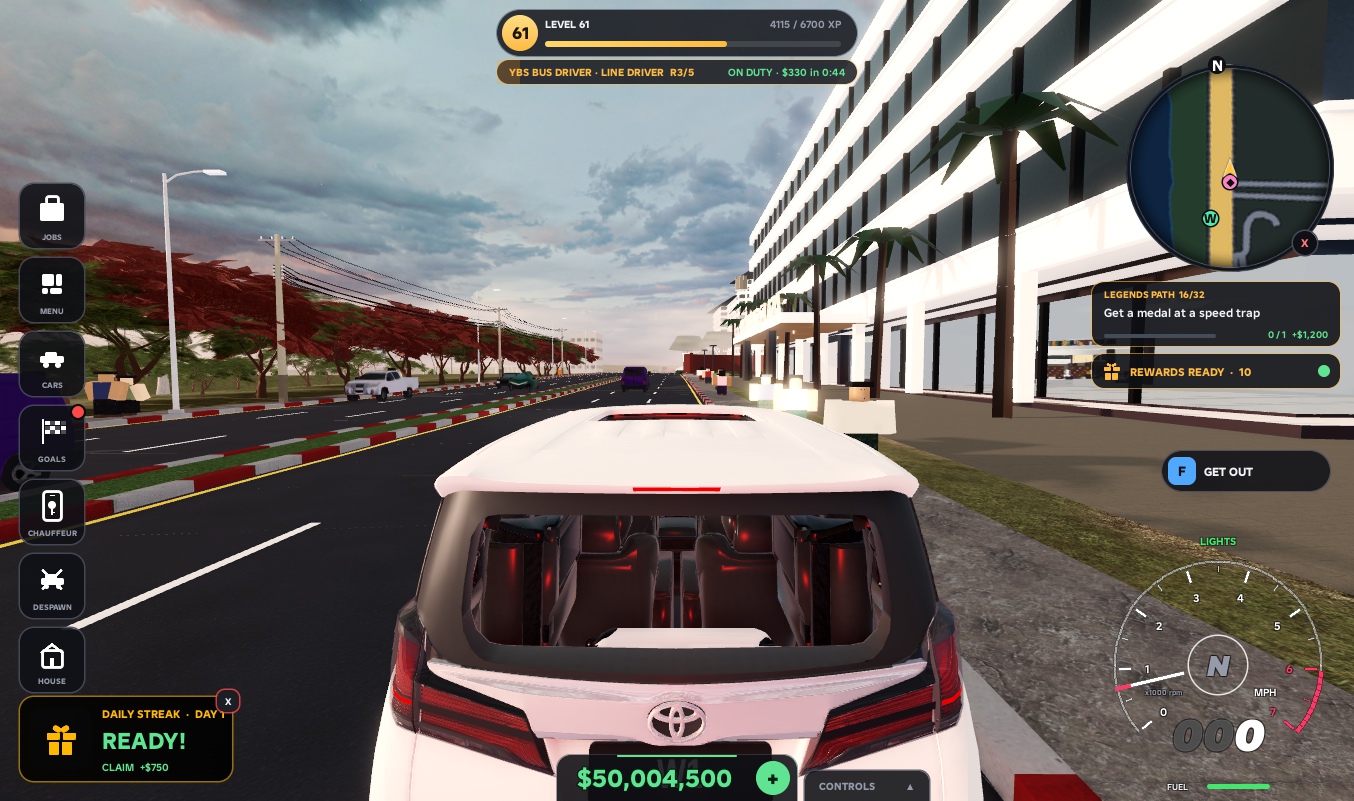 61
LEVEL 61
4115 / 6700 XP
YBS BUS DRIVER · LINE DRIVER R3/5
ON DUTY · $330 in 0:44
N
W
X
JOBS
MENU
CARS
GOALS
CHAUFFEUR
DESPAWN
HOUSE
LEGENDS PATH 16/32
Get a medal at a speed trap
0 / 1 +$1,200
REWARDS READY · 10
F GET OUT
LIGHTS
0
1
2
3
4
5
6
7
x1000 rpm
N
MPH
000
FUEL
X
DAILY STREAK · DAY 1
READY!
CLAIM +$750
$50,004,500
+
CONTROLS